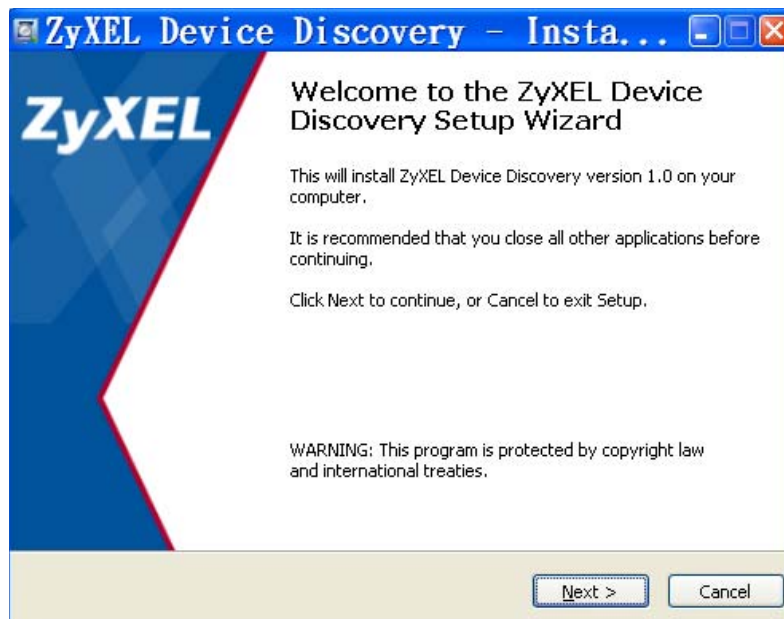 ZyXEL Device Discovery - Insta...
ZyXEL
Welcome to the ZyXEL Device
Discovery Setup Wizard
This will install ZyXEL Device Discovery version 1.0 on your
computer.
It is recommended that you close all other applications before
continuing.
Click Next to continue, or Cancel to exit Setup.
WARNING: This program is protected by copyright law
and international treaties.
Next >
Cancel